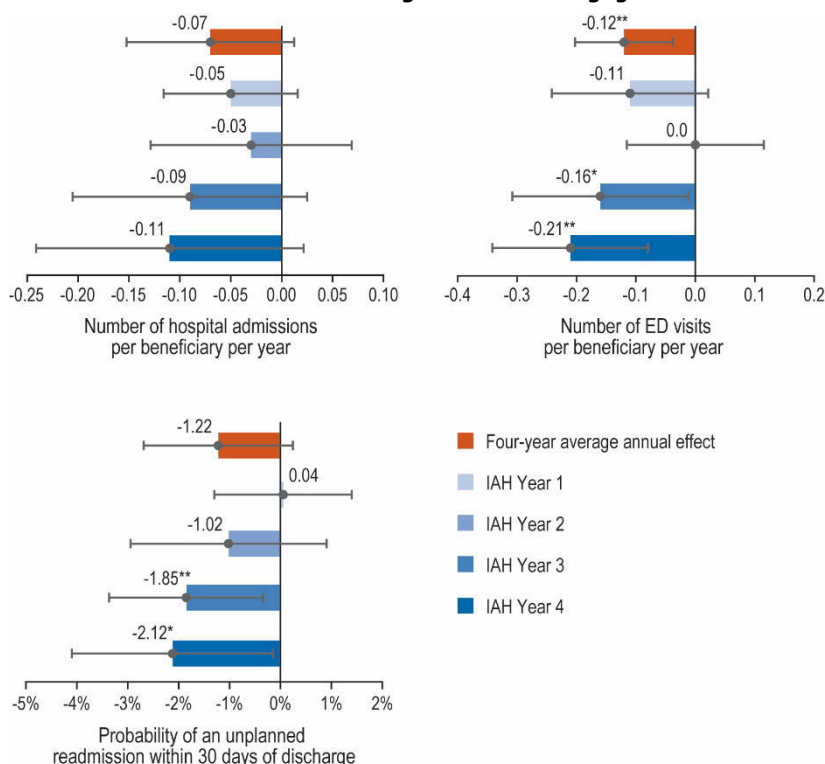 -0.07
-0.05
-0.03
-0.09
-0.11
-0.25 -0.20 -0.15 -0.10 -0.05 0.00 0.05 0.10
Number of hospital admissions
per beneficiary per year
-0.12**
-0.11
0.0
-0.16*
-0.21**
-0.4 -0.3 -0.2 -0.1 0.0 0.1 0.2
Number of ED visits
per beneficiary per year
-1.22
0.04
-1.02
-1.85**
-2.12*
-5% -4% -3% -2% -1% 0% 1% 2%
Probability of an unplanned
readmission within 30 days of discharge
Four-year average annual effect
IAH Year 1
IAH Year 2
IAH Year 3
IAH Year 4